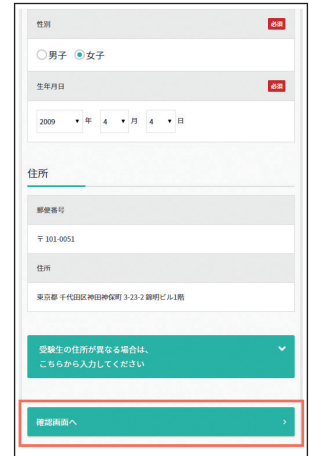 性別 必須
男子 女子
生年月日 必須
2009 年 4 月 4 日
住所
郵便番号
〒 101-0051
住所
東京都 千代田区神田神保町 3-23-2 錦明ビル1階
受験生の住所が異なる場合は、
こちらから入力してください
確認画面へ